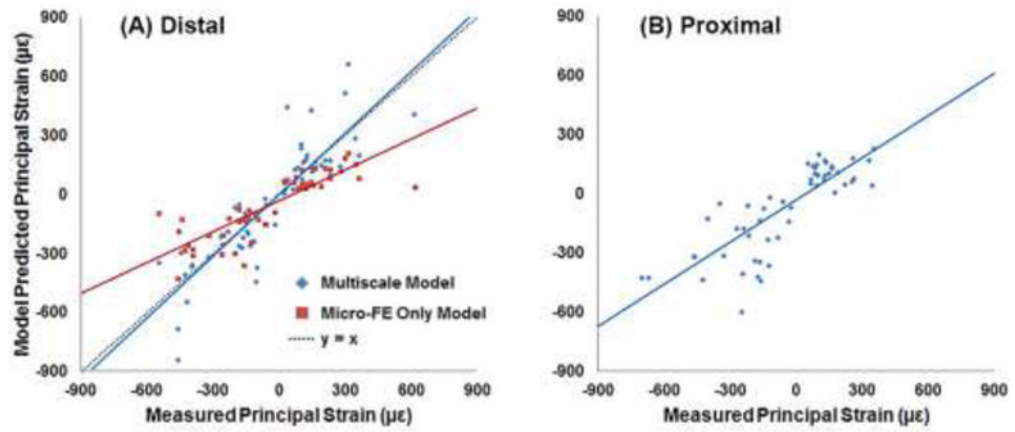 (A) Distal
(B) Proximal
Model Predicted Principal Strain (με)
900
600
300
0
-300
-600
-900
-900 -600 -300 0 300 600 900
Measured Principal Strain (με)
Multiscale Model
Micro-FE Only Model
y = x
900
600
300
0
-300
-600
-900
-900 -600 -300 0 300 600 900
Measured Principal Strain (με)